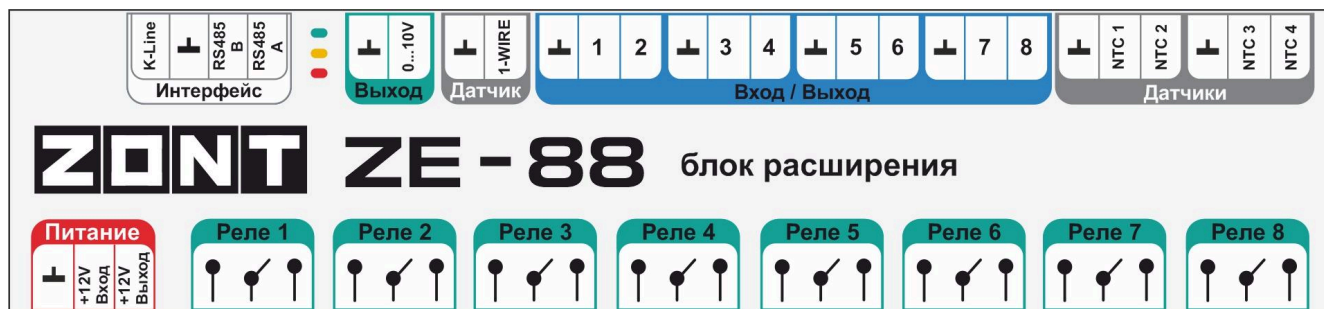 K-Line
RS485 B
RS485 A
Интерфейс
0...10V
Выход
1-WIRE
Датчик
1 2 3 4 5 6 7 8
Вход / Выход
NTC 1 NTC 2 NTC 3 NTC 4
Датчики
ZONT ZE-88 блок расширения
Питание
+12V Вход
+12V Выход
Реле 1 Реле 2 Реле 3 Реле 4 Реле 5 Реле 6 Реле 7 Реле 8